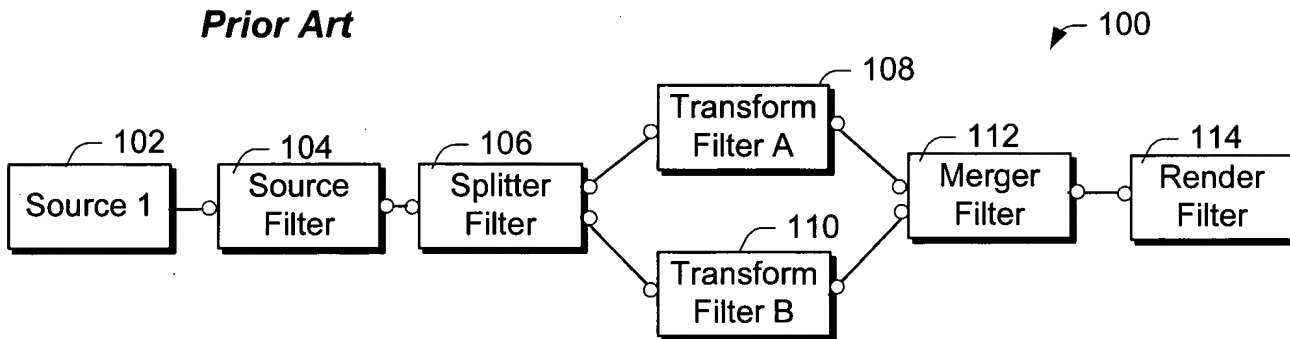 Prior Art
100
102
Source 1
104
Source
Filter
106
Splitter
Filter
108
Transform
Filter A
110
Transform
Filter B
112
Merger
Filter
114
Render
Filter